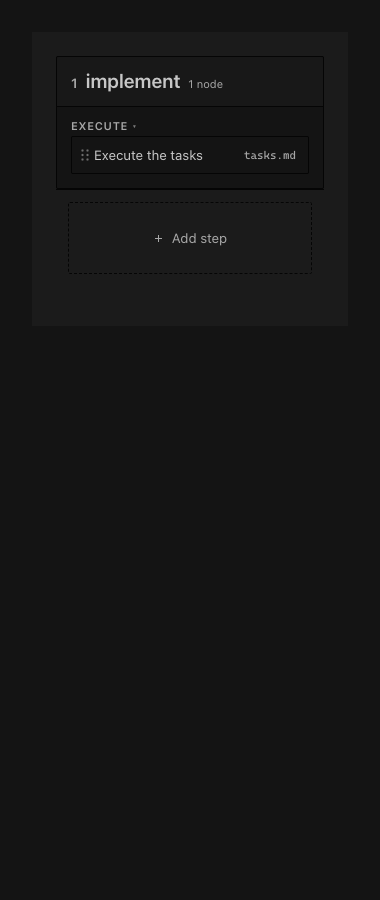 1 implement 1 node
EXECUTE
Execute the tasks tasks.md
+ Add step